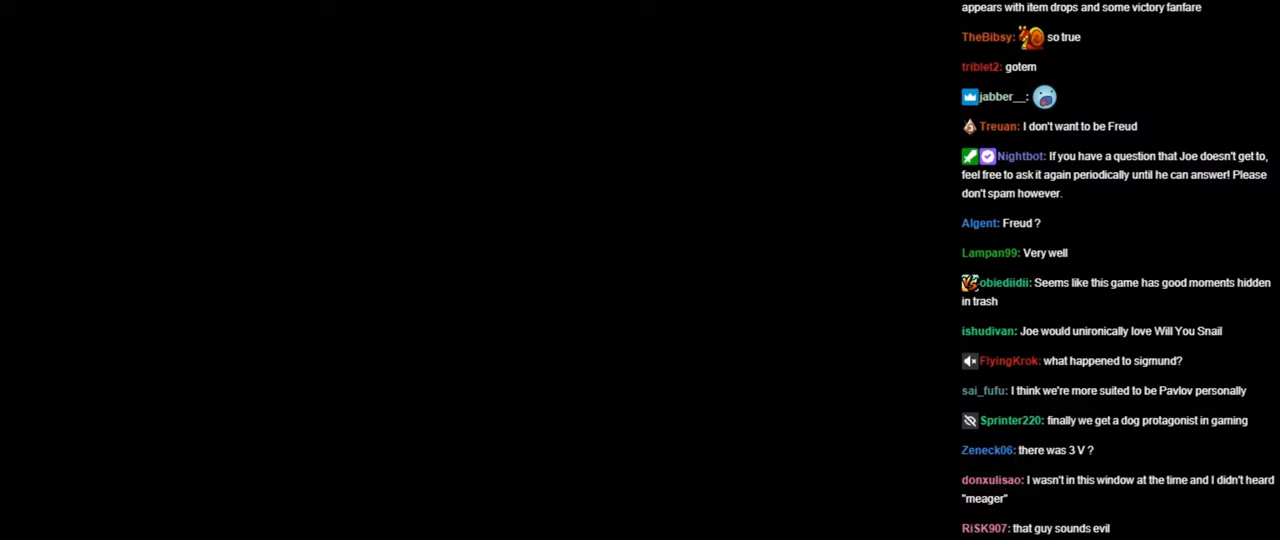 appears with item drops and some victory fanfare
TheBibsy: so true
triblet2: gotem
jabber__:
Treuan: I don't want to be Freud
Nightbot: If you have a question that Joe doesn't get to,
feel free to ask it again periodically until he can answer! Please
don't spam however.
Algent: Freud ?
Lampan99: Very well
obiediidii: Seems like this game has good moments hidden
in trash
ishudivan: Joe would unironically love Will You Snail
FlyingKrok: what happened to sigmund?
sai_fufu: I think we're more suited to be Pavlov personally
Sprinter220: finally we get a dog protagonist in gaming
Zeneck06: there was 3 V ?
donxulisao: I wasn't in this window at the time and I didn't heard
"meager"
RiSK907: that guy sounds evil